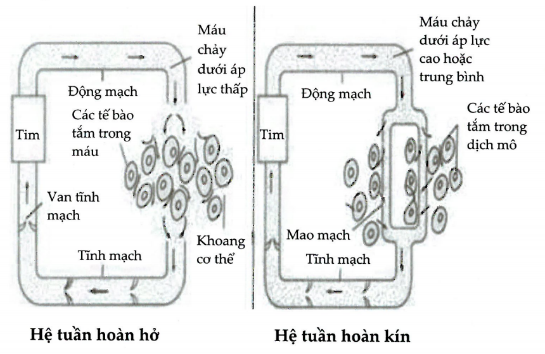 Máu
chảy
dưới áp
lực thấp
Động mạch
Các tế bào
tắm trong
máu
Tim
Van tĩnh
mạch
Tĩnh mạch
Khoang
cơ thể
Hệ tuần hoàn hở
Máu chảy
dưới áp lực
cao hoặc
trung bình
Động mạch
Các tế bào
tắm trong
dịch mô
Tim
Mao mạch
Tĩnh mạch
Hệ tuần hoàn kín